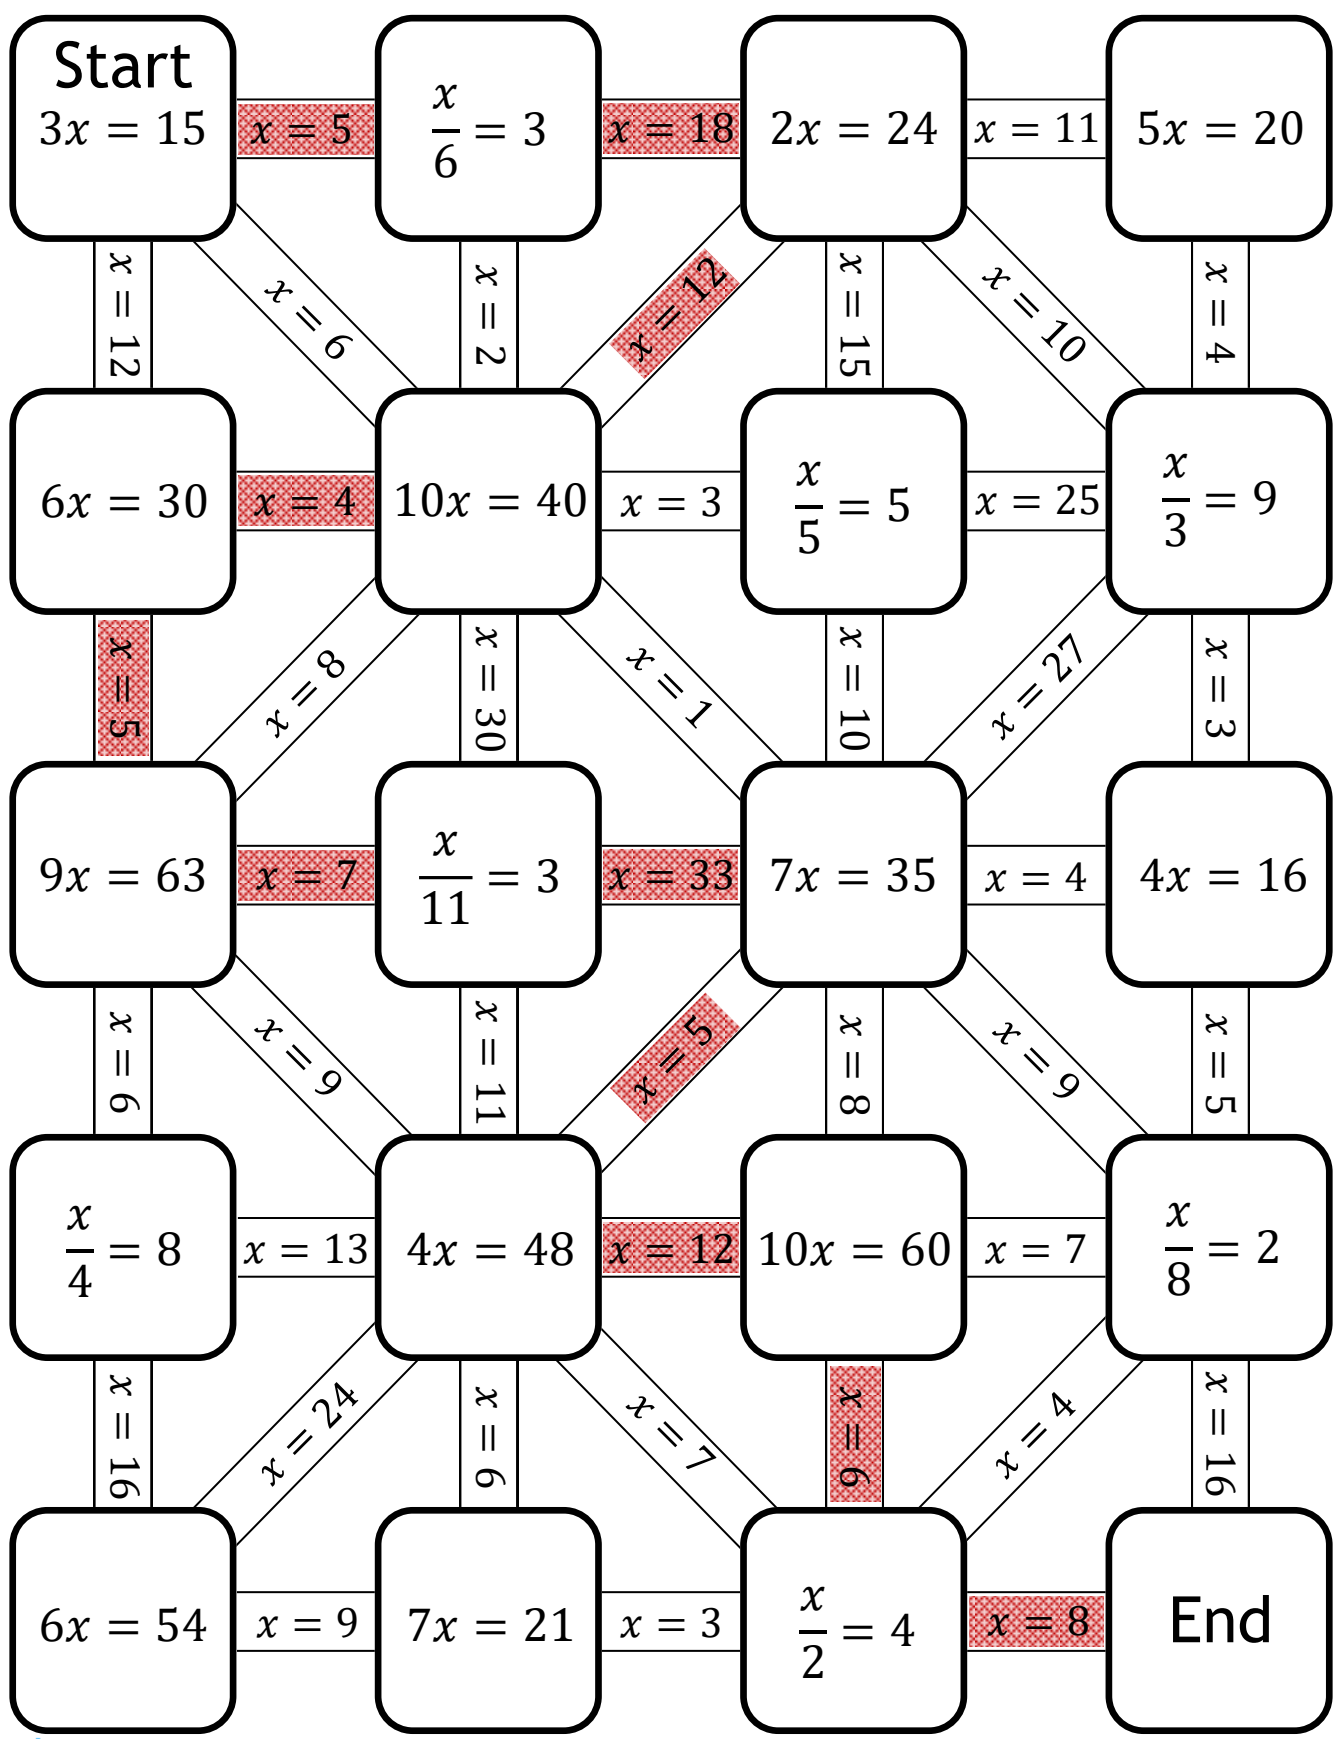 Start
3x = 15
x = 5
x/6 = 3
x = 18
2x = 24
x = 11
5x = 20
x = 12
x = 6
x = 2
x = 12
x = 15
x = 10
x = 4
6x = 30
x = 4
10x = 40
x = 3
x/5 = 5
x = 25
x/3 = 9
x = 5
x = 8
x = 30
x = 1
x = 10
x = 27
x = 3
9x = 63
x = 7
x/11 = 3
x = 33
7x = 35
x = 4
4x = 16
x = 6
x = 9
x = 11
x = 5
x = 8
x = 9
x = 5
x/4 = 8
x = 13
4x = 48
x = 12
10x = 60
x = 7
x/8 = 2
x = 16
x = 24
x = 6
x = 7
x = 6
x = 4
x = 16
6x = 54
x = 9
7x = 21
x = 3
x/2 = 4
x = 8
End